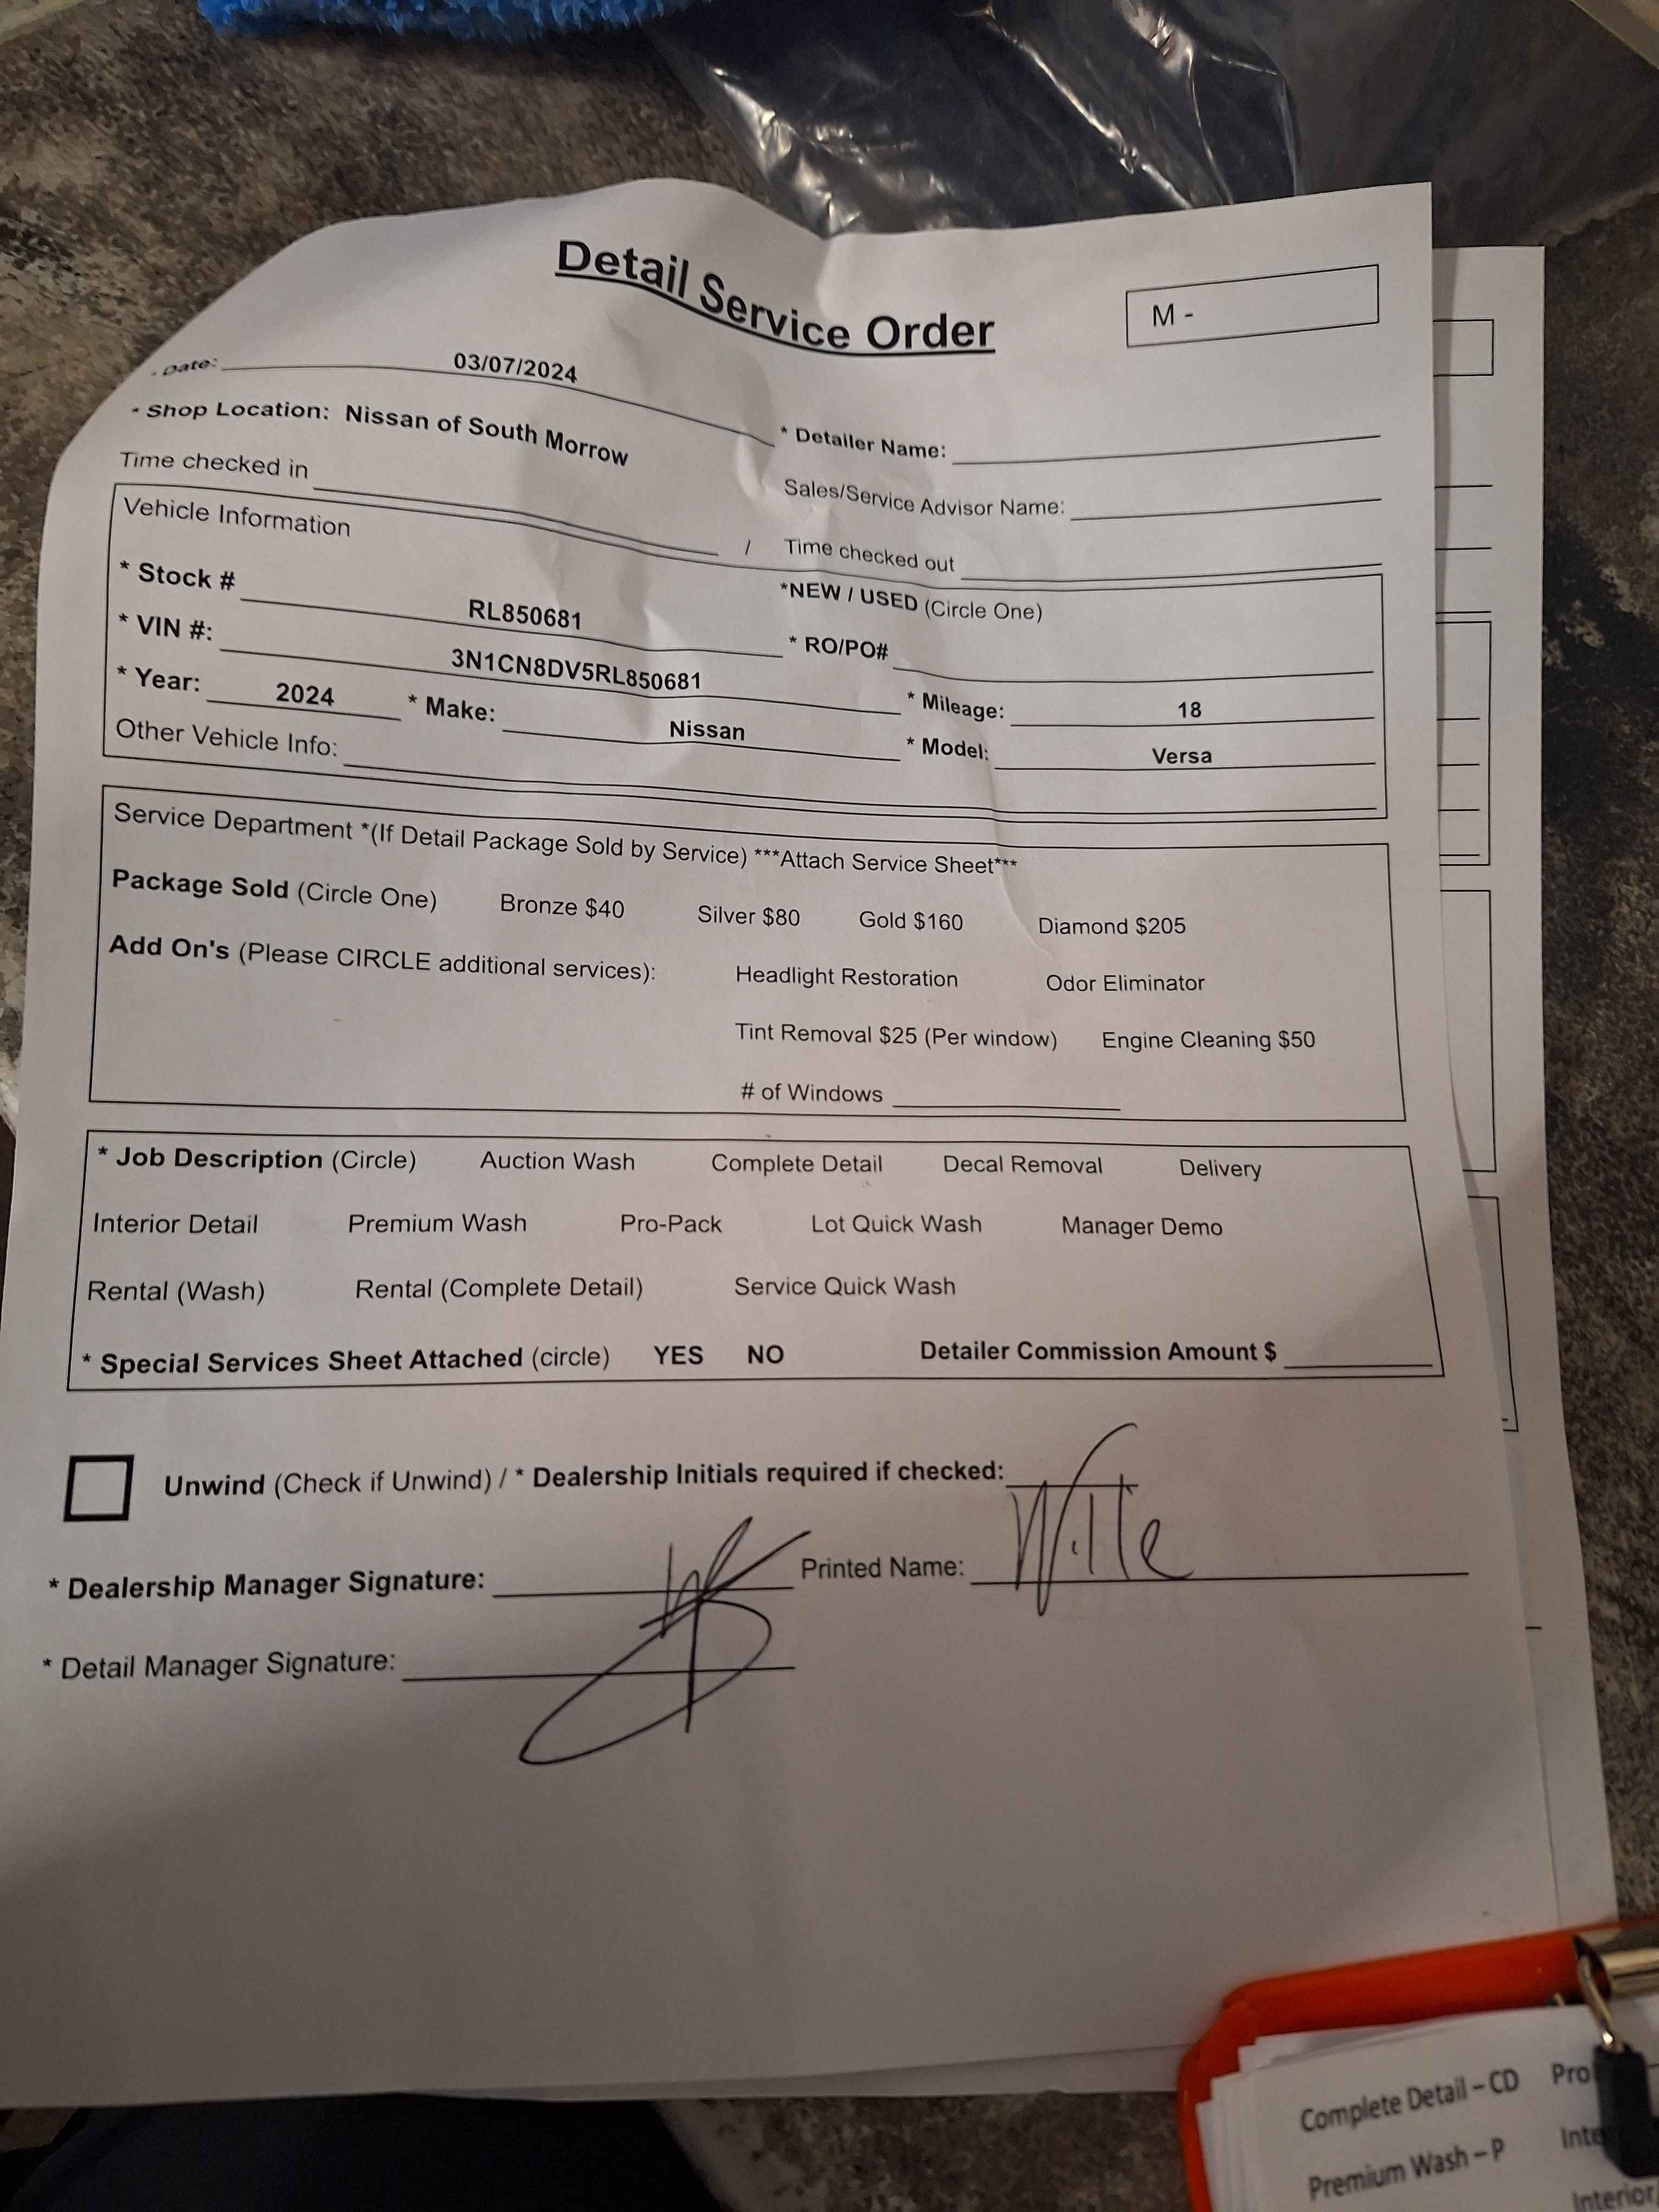 Detail Service Order
M -
* Date: 03/07/2024
* Shop Location: Nissan of South Morrow
* Detailer Name:
Sales/Service Advisor Name:
Time checked in / Time checked out
Vehicle Information
*NEW / USED (Circle One)
* Stock # RL850681
* RO/PO#
* VIN #: 3N1CN8DV5RL850681
* Mileage: 18
* Year: 2024 * Make: Nissan * Model: Versa
Other Vehicle Info:
Service Department *(If Detail Package Sold by Service) ***Attach Service Sheet***
Package Sold (Circle One) Bronze $40 Silver $80 Gold $160 Diamond $205
Add On's (Please CIRCLE additional services): Headlight Restoration Odor Eliminator
Tint Removal $25 (Per window) Engine Cleaning $50
# of Windows
* Job Description (Circle) Auction Wash Complete Detail Decal Removal Delivery
Interior Detail Premium Wash Pro-Pack Lot Quick Wash Manager Demo
Rental (Wash) Rental (Complete Detail) Service Quick Wash
* Special Services Sheet Attached (circle) YES NO Detailer Commission Amount $
Unwind (Check if Unwind) / * Dealership Initials required if checked:
* Dealership Manager Signature: Printed Name:
* Detail Manager Signature:
Complete Detail – CD Pro
Premium Wash – P Inte
Interior